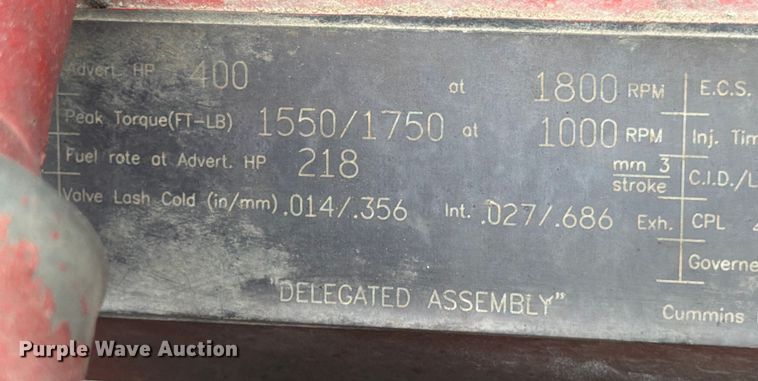 Advert. HP 400 at 1800 RPM E.C.S.
Peak Torque(FT-LB) 1550/1750 at 1000 RPM Inj. Tim
Fuel rate at Advert. HP 218 mm 3 stroke C.I.D./L
Valve Lash Cold (in/mm) .014/.356 Int. .027/.686 Exh. CPL
Governe
"DELEGATED ASSEMBLY" Cummins
Purple Wave Auction